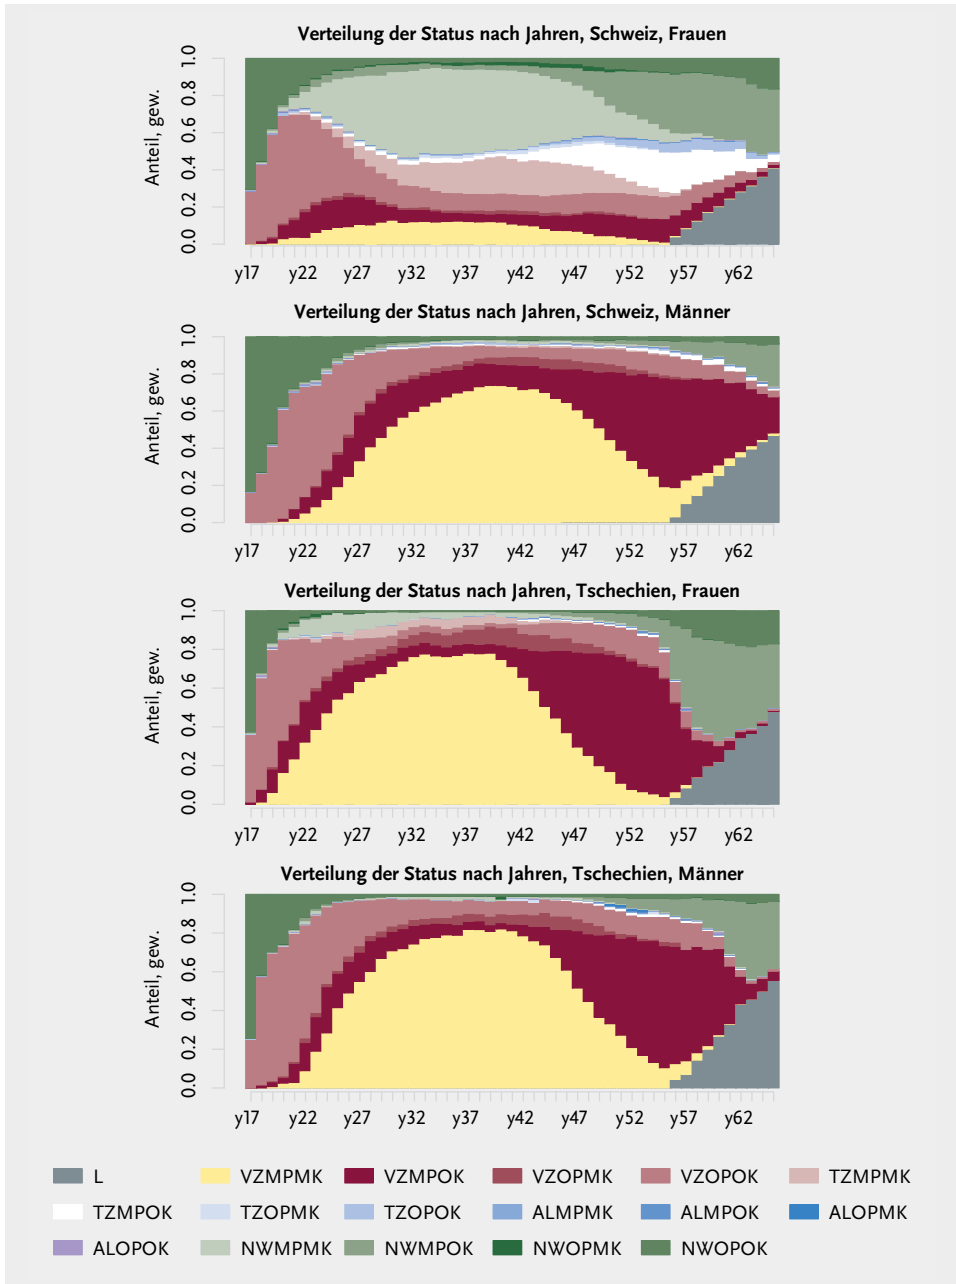 Verteilung der Status nach Jahren, Schweiz, Frauen
Anteil, gew.
1.0
0.8
0.6
0.4
0.2
0.0
y17 y22 y27 y32 y37 y42 y47 y52 y57 y62
Verteilung der Status nach Jahren, Schweiz, Männer
Anteil, gew.
1.0
0.8
0.6
0.4
0.2
0.0
y17 y22 y27 y32 y37 y42 y47 y52 y57 y62
Verteilung der Status nach Jahren, Tschechien, Frauen
Anteil, gew.
1.0
0.8
0.6
0.4
0.2
0.0
y17 y22 y27 y32 y37 y42 y47 y52 y57 y62
Verteilung der Status nach Jahren, Tschechien, Männer
Anteil, gew.
1.0
0.8
0.6
0.4
0.2
0.0
y17 y22 y27 y32 y37 y42 y47 y52 y57 y62
L VZMPMK VZMPOK VZOPMK VZOPOK TZMPMK
TZMPOK TZOPMK TZOPOK ALMPMK ALMPOK ALOPMK
ALOPOK NWMPMK NWMPOK NWOPMK NWOPOK